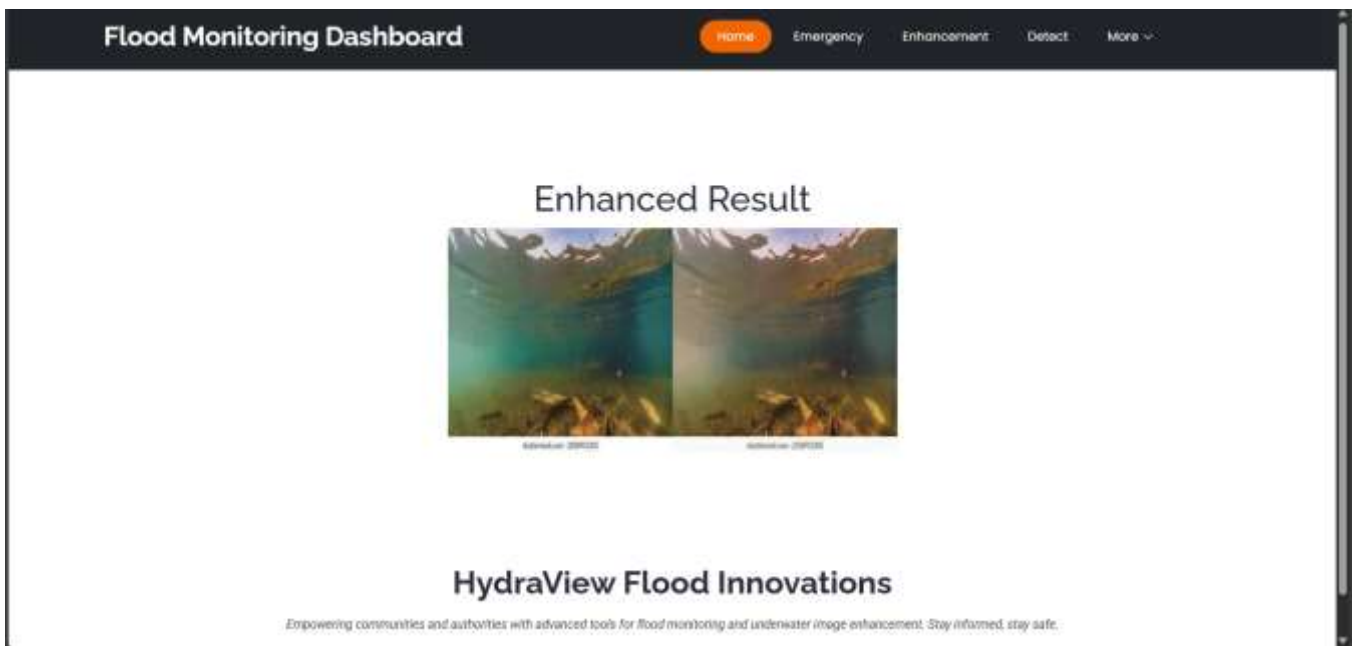 Flood Monitoring Dashboard
Home Emergency Enhancement Detect More
Enhanced Result
HydraView Flood Innovations
Empowering communities and authorities with advanced tools for flood monitoring and underwater image enhancement. Stay informed, stay safe.